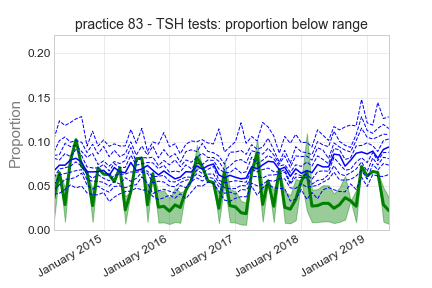 practice 83 - TSH tests: proportion below range
Proportion
0.20
0.15
0.10
0.05
0.00
January 2015
January 2016
January 2017
January 2018
January 2019